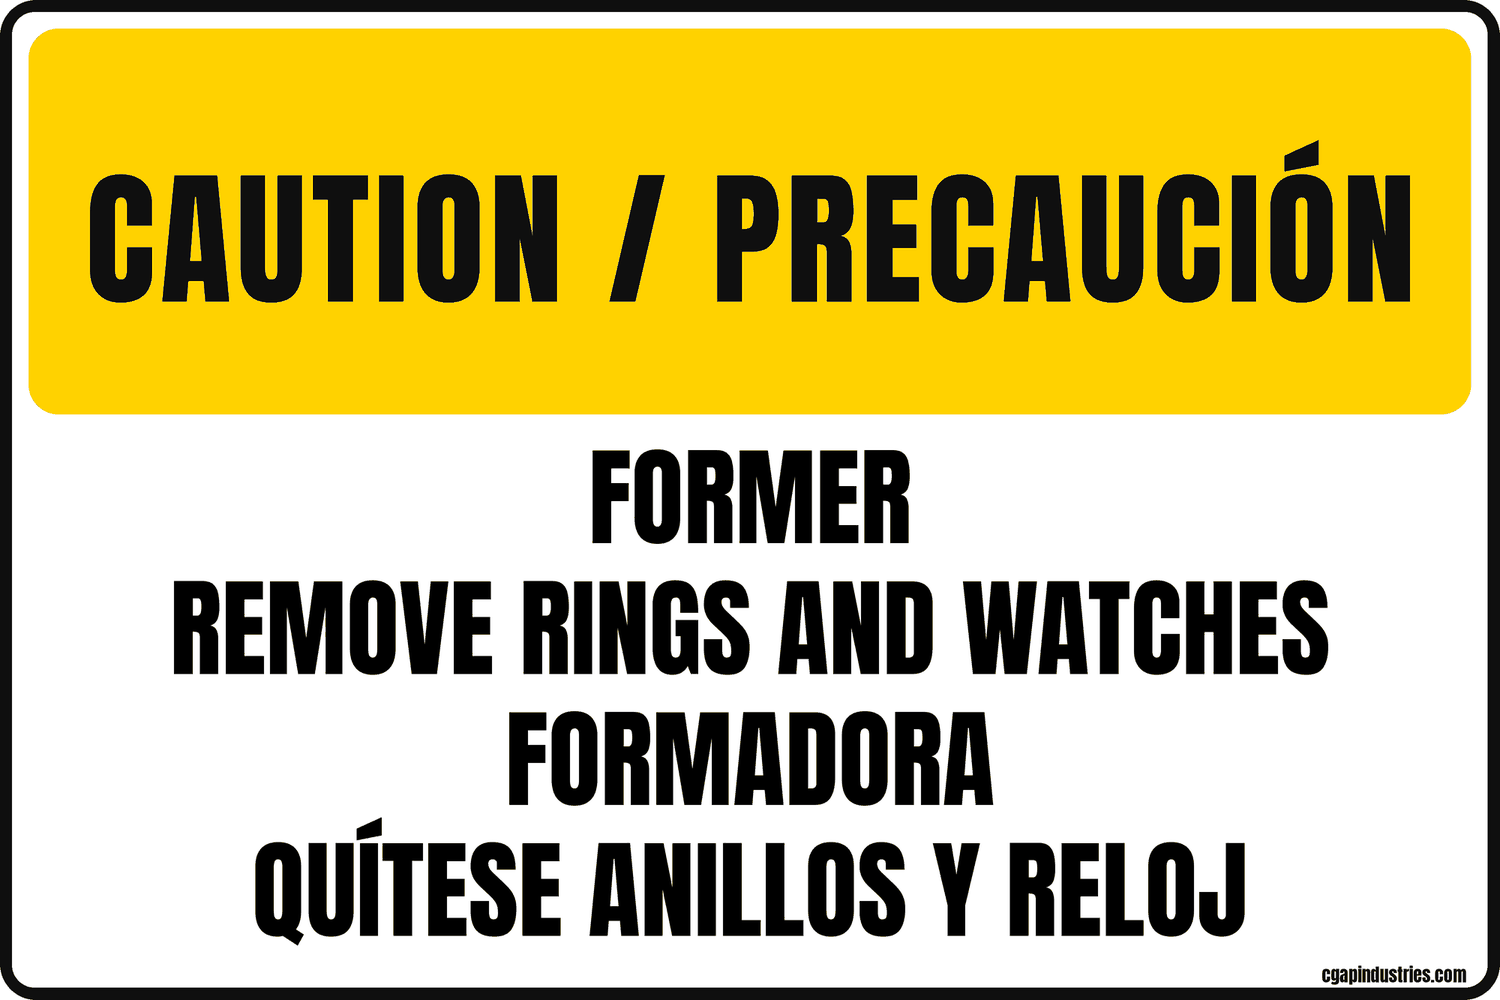 CAUTION / PRECAUCIÓN
FORMER
REMOVE RINGS AND WATCHES
FORMADORA
QUÍTESE ANILLOS Y RELOJ
cgapindustries.com